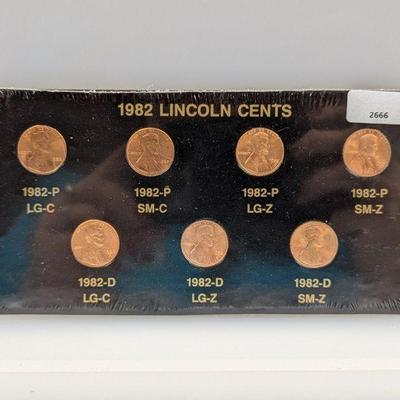 1982 LINCOLN CENTS
2666
1982-P 1982-P 1982-P 1982-P
LG-C SM-C LG-Z SM-Z
1982-D 1982-D 1982-D
LG-C LG-Z SM-Z